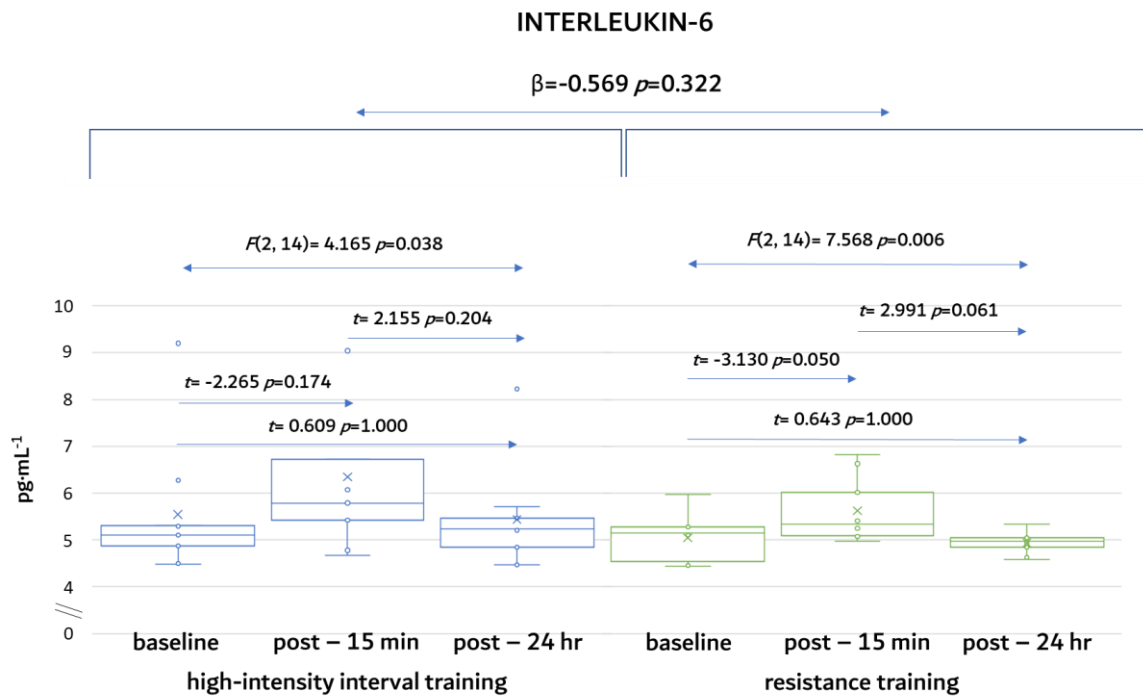 INTERLEUKIN-6
β=-0.569 p=0.322
F(2, 14)= 4.165 p=0.038
F(2, 14)= 7.568 p=0.006
10
9
8
7
6
5
4
0
pg·mL⁻¹
t= 2.155 p=0.204
t= -2.265 p=0.174
t= 0.609 p=1.000
t= 2.991 p=0.061
t= -3.130 p=0.050
t= 0.643 p=1.000
baseline post – 15 min post – 24 hr baseline post – 15 min post – 24 hr
high-intensity interval training resistance training